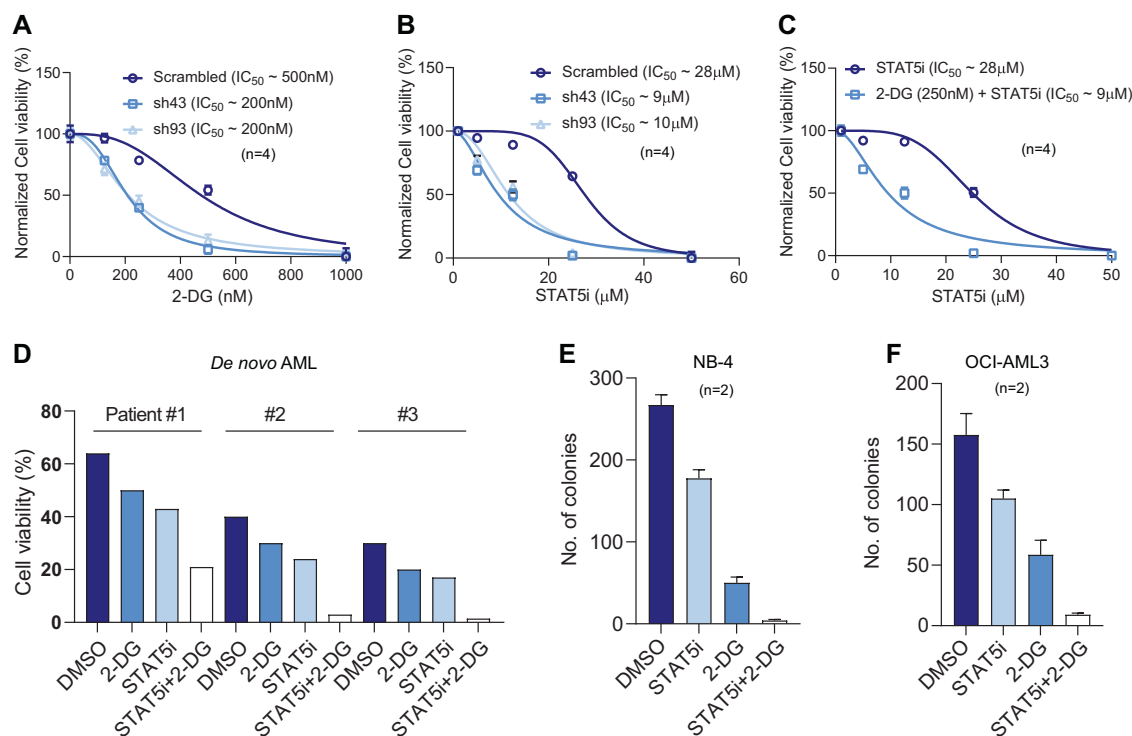 A
Normalized Cell viability (%)
150
100
50
0
0 200 400 600 800 1000
2-DG (nM)
Scrambled (IC50 ~ 500nM)
sh43 (IC50 ~ 200nM)
sh93 (IC50 ~ 200nM)
(n=4)
B
Normalized Cell viability (%)
150
100
50
0
0 20 40 60
STAT5i (μM)
Scrambled (IC50 ~ 28μM)
sh43 (IC50 ~ 9μM)
sh93 (IC50 ~ 10μM)
(n=4)
C
Normalized Cell viability (%)
150
100
50
0
0 10 20 30 40 50
STAT5i (μM)
STAT5i (IC50 ~ 28μM)
2-DG (250nM) + STAT5i (IC50 ~ 9μM)
(n=4)
D
De novo AML
Patient #1 #2 #3
Cell viability (%)
80
60
40
20
0
DMSO
2-DG
STAT5i
STAT5i+2-DG
DMSO
2-DG
STAT5i
STAT5i+2-DG
DMSO
2-DG
STAT5i
STAT5i+2-DG
E
NB-4
(n=2)
No. of colonies
300
200
100
0
DMSO
STAT5i
2-DG
STAT5i+2-DG
F
OCI-AML3
(n=2)
No. of colonies
200
150
100
50
0
DMSO
STAT5i
2-DG
STAT5i+2-DG